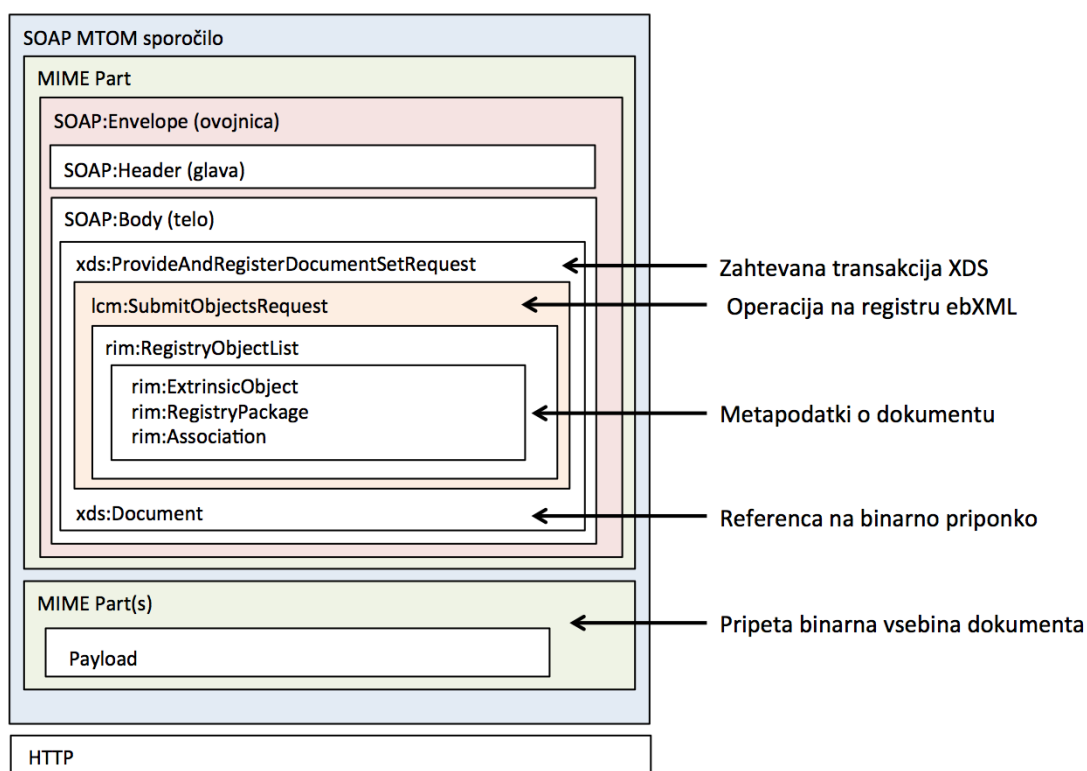 SOAP MTOM sporočilo
MIME Part
SOAP:Envelope (ovojnica)
SOAP:Header (glava)
SOAP:Body (telo)
xds:ProvideAndRegisterDocumentSetRequest
Zahtevana transakcija XDS
lcm:SubmitObjectsRequest
Operacija na registru ebXML
rim:RegistryObjectList
rim:ExtrinsicObject
rim:RegistryPackage
rim:Association
Metapodatki o dokumentu
xds:Document
Referenca na binarno priponko
MIME Part(s)
Pripeta binarna vsebina dokumenta
Payload
HTTP